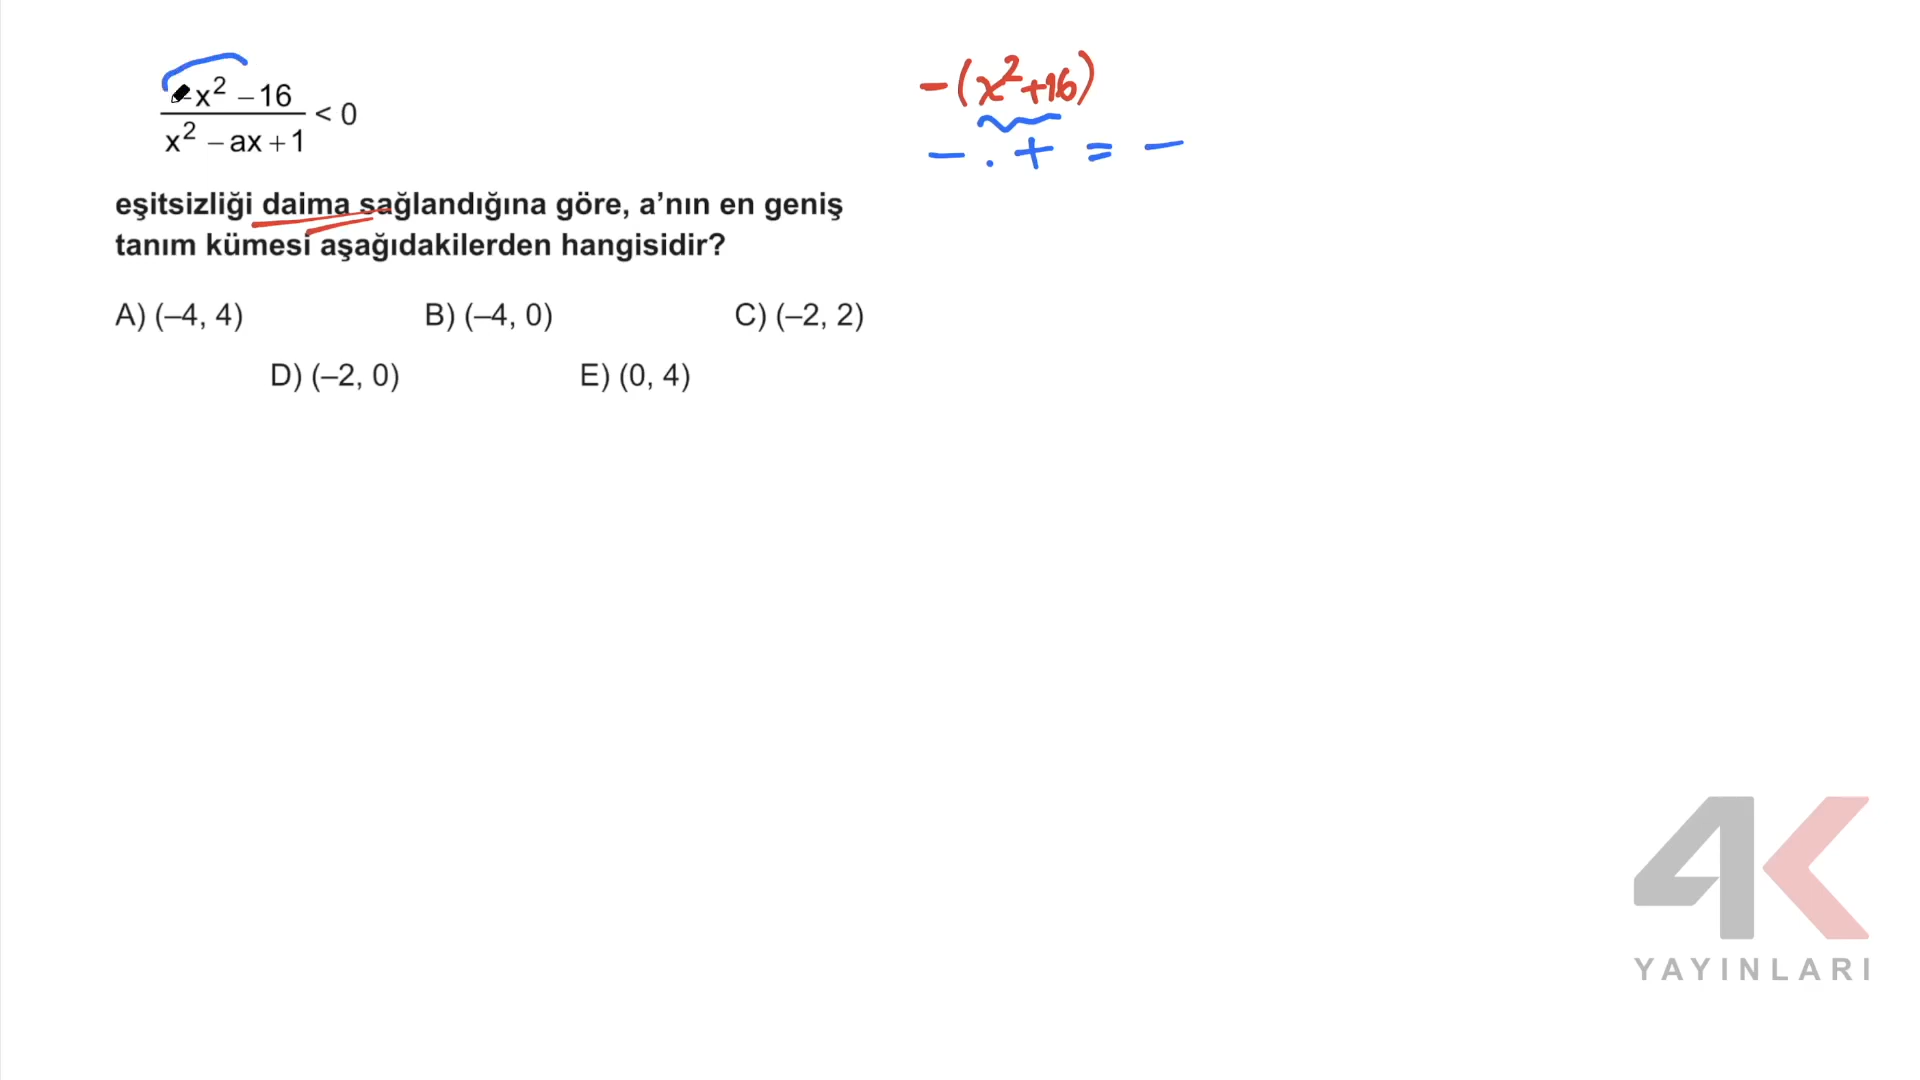 -x² - 16
x² - ax + 1
< 0
eşitsizliği daima sağlandığına göre, a’nın en geniş
tanım kümesi aşağıdakilerden hangisidir?
A) (–4, 4) B) (–4, 0) C) (–2, 2)
D) (–2, 0) E) (0, 4)
-(x²+16)
- . + = -
4K
YAYINLARI